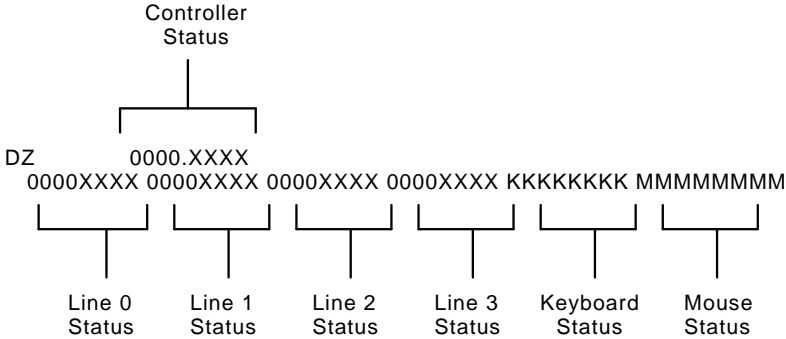 Controller
Status
DZ 0000.XXXX
0000XXXX 0000XXXX 0000XXXX 0000XXXX KKKKKKKK MMMMMMMM
Line 0 Line 1 Line 2 Line 3 Keyboard Mouse
Status Status Status Status Status Status